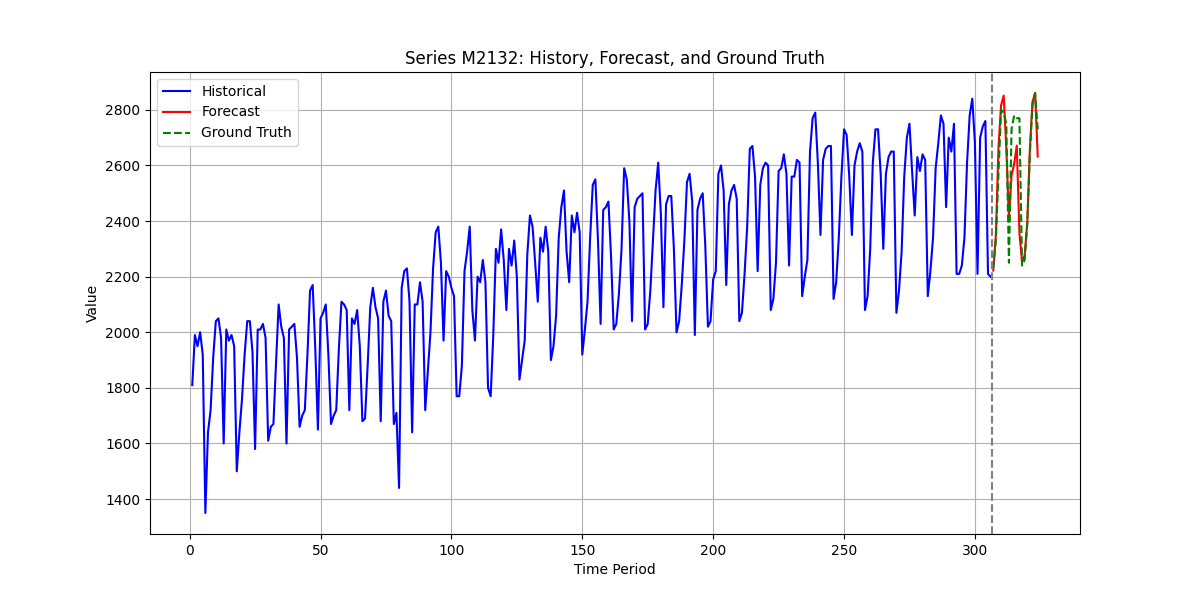 Series M2132: History, Forecast, and Ground Truth
Historical
Forecast
Ground Truth
2800
2600
2400
2200
2000
1800
1600
1400
Value
0 50 100 150 200 250 300
Time Period